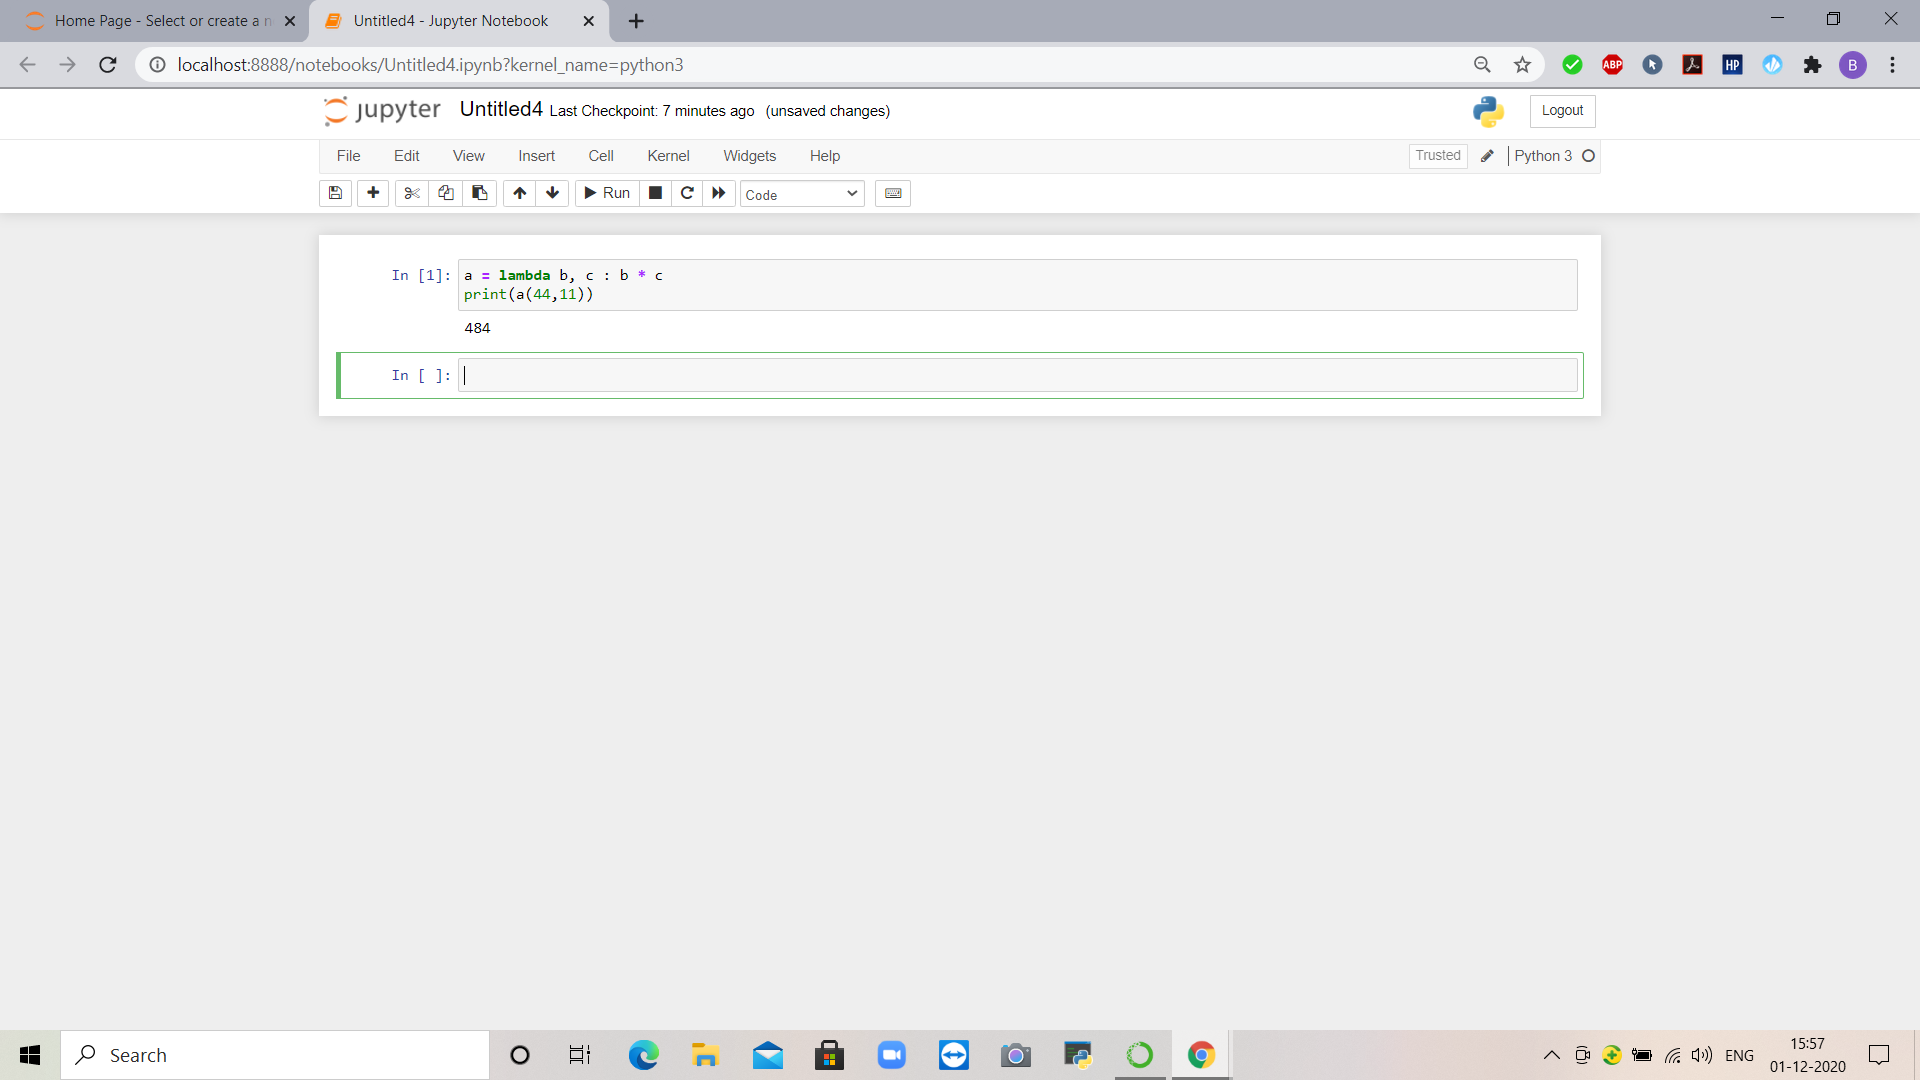 Home Page - Select or create a n
Untitled4 - Jupyter Notebook
localhost:8888/notebooks/Untitled4.ipynb?kernel_name=python3
ABP
HP
B
jupyter Untitled4 Last Checkpoint: 7 minutes ago (unsaved changes)
Logout
File Edit View Insert Cell Kernel Widgets Help
Trusted
Python 3
Run
Code
In [1]: a = lambda b, c : b * c
print(a(44,11))
484
In [ ]:
Search
ENG
15:57
01-12-2020